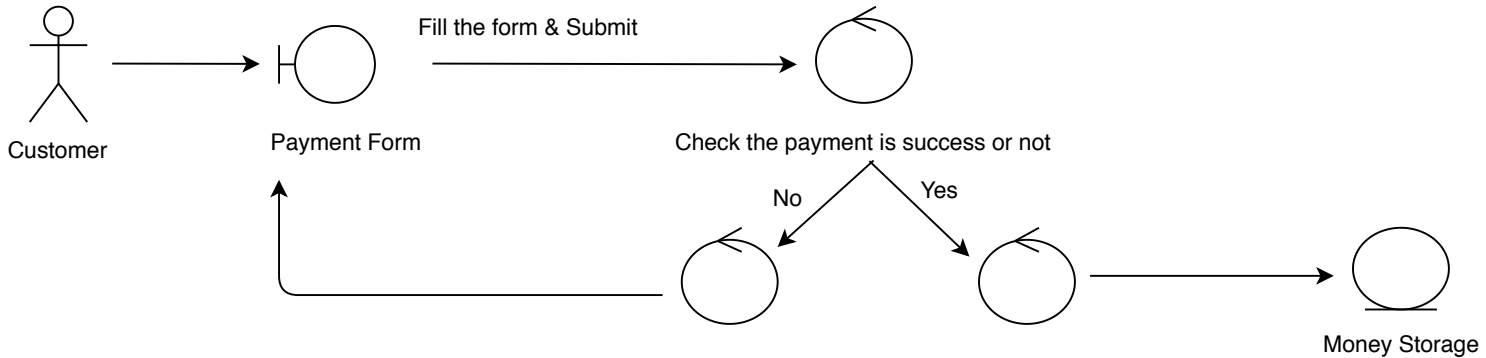 Fill the form & Submit
Customer
Payment Form
Check the payment is success or not
No
Yes
Money Storage